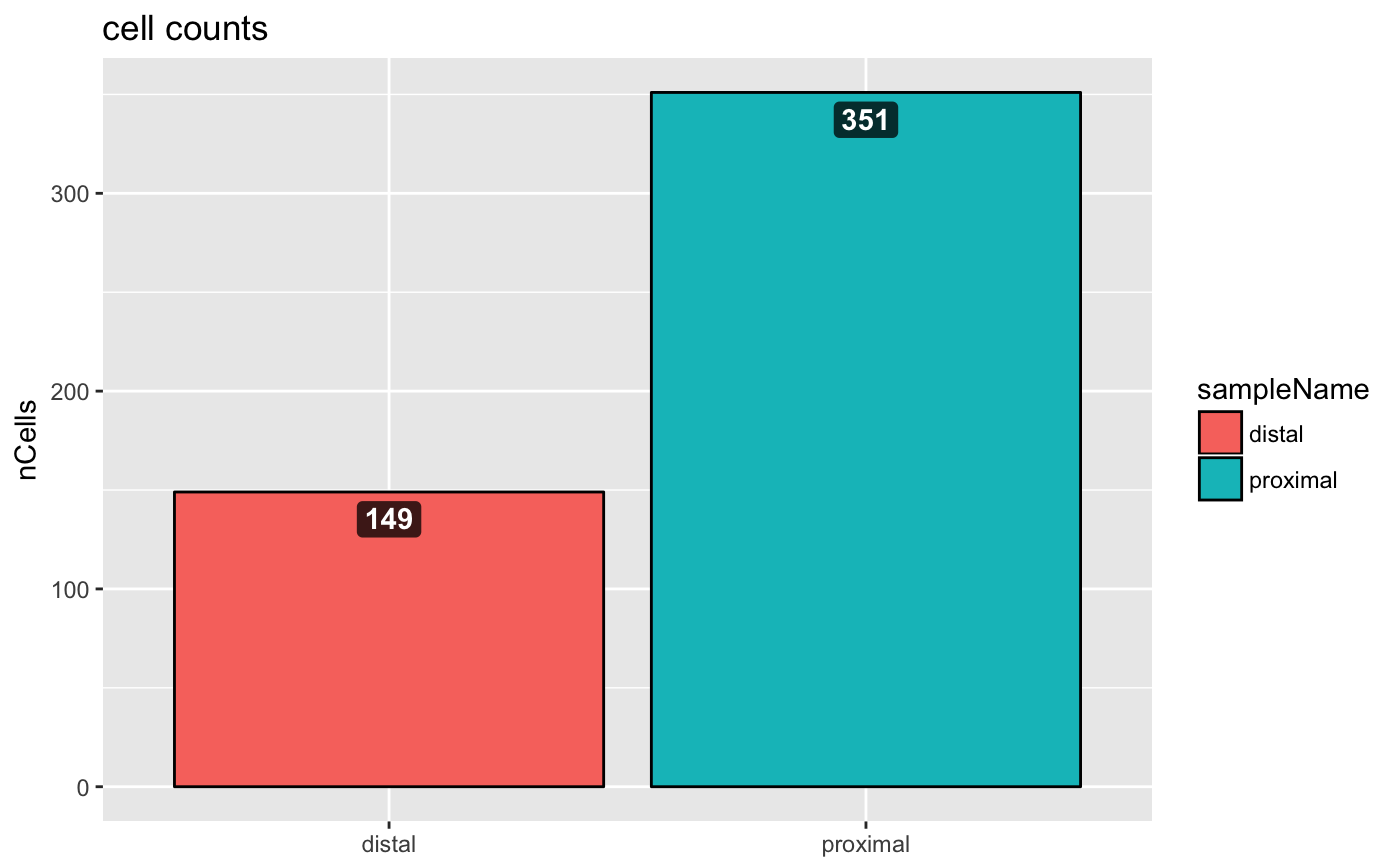 cell counts
351
300
200
nCells
149
100
0
distal
proximal
sampleName
distal
proximal